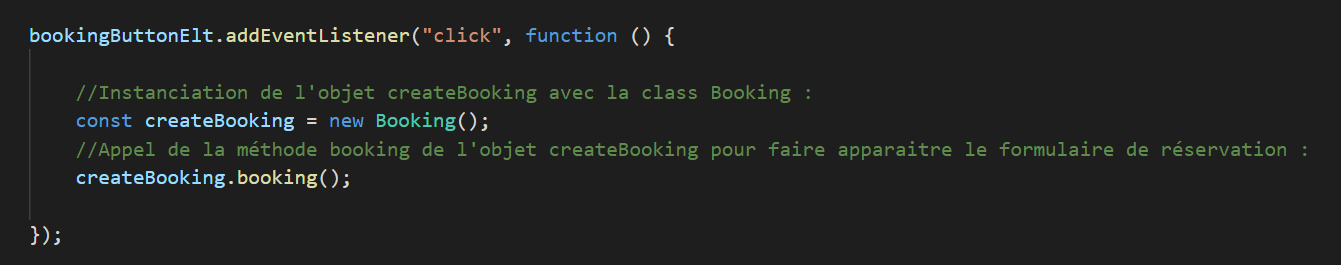 bookingButtonElt.addEventListener("click", function () {
//Instanciation de l'objet createBooking avec la class Booking :
const createBooking = new Booking();
//Appel de la méthode booking de l'objet createBooking pour faire apparaitre le formulaire de réservation :
createBooking.booking();
});